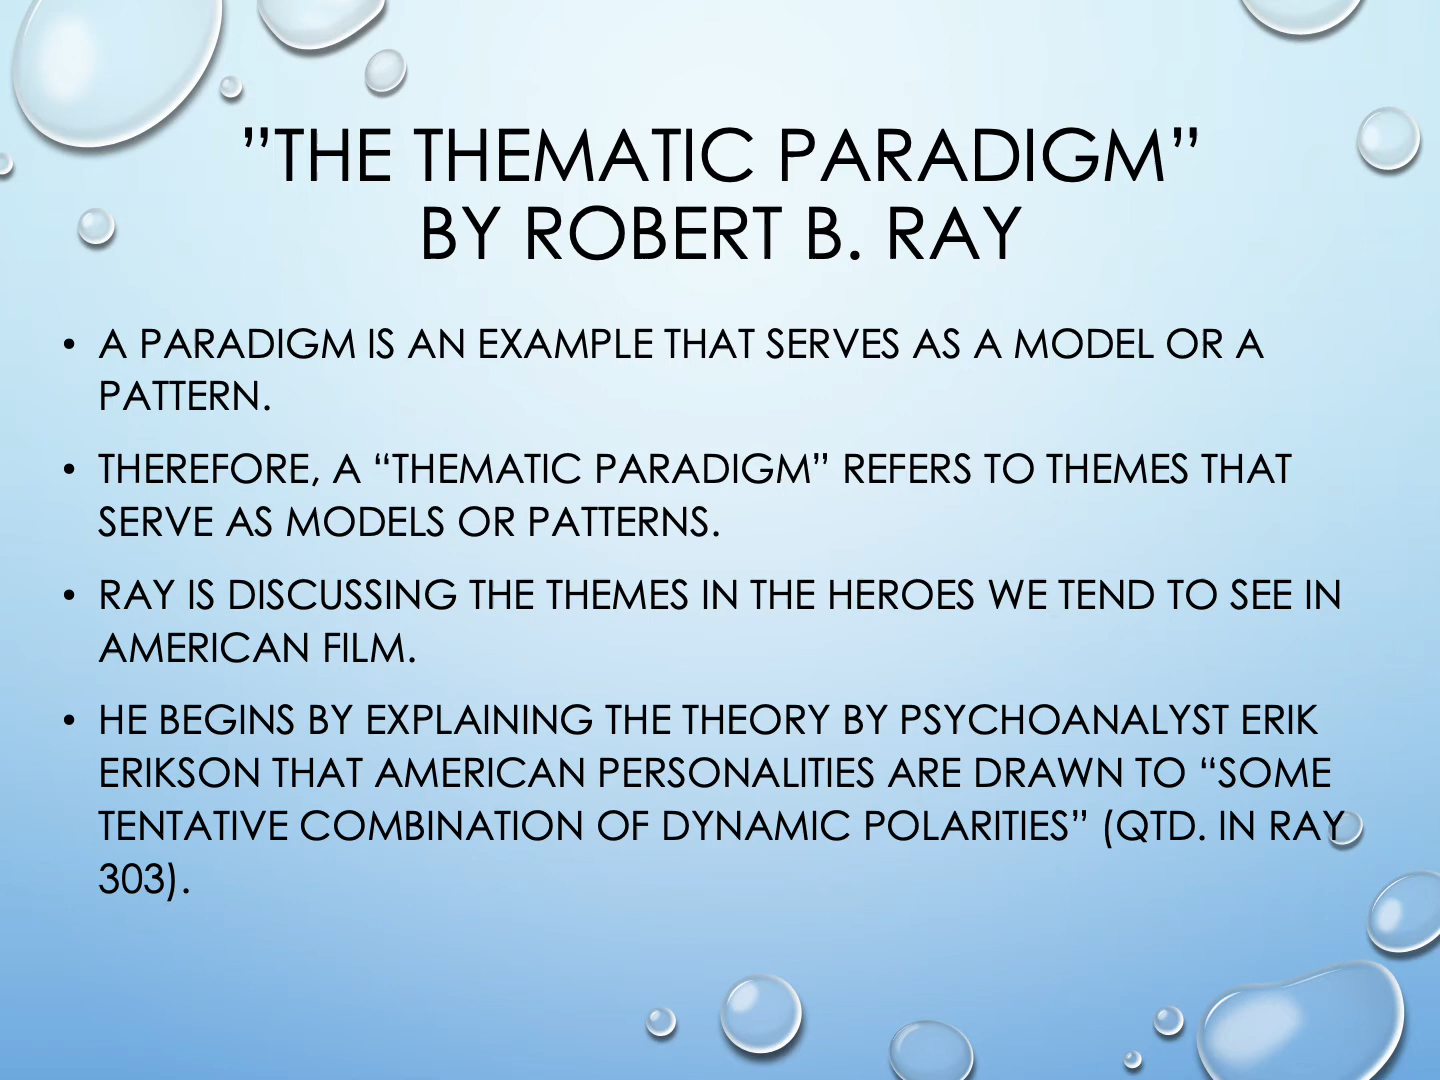 ”THE THEMATIC PARADIGM”
BY ROBERT B. RAY
• A PARADIGM IS AN EXAMPLE THAT SERVES AS A MODEL OR A
PATTERN.
• THEREFORE, A “THEMATIC PARADIGM” REFERS TO THEMES THAT
SERVE AS MODELS OR PATTERNS.
• RAY IS DISCUSSING THE THEMES IN THE HEROES WE TEND TO SEE IN
AMERICAN FILM.
• HE BEGINS BY EXPLAINING THE THEORY BY PSYCHOANALYST ERIK
ERIKSON THAT AMERICAN PERSONALITIES ARE DRAWN TO “SOME
TENTATIVE COMBINATION OF DYNAMIC POLARITIES” (QTD. IN RAY
303).